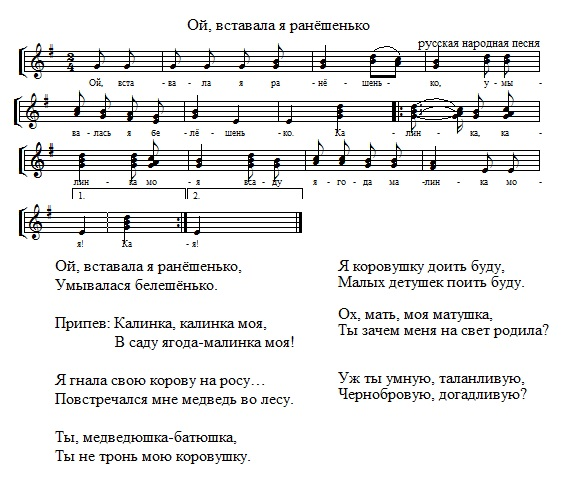 Ой, вставала я ранёшенько
русская народная песня
2/4
Ой, вста - ва - ла я ра - нё - шень - ко, у - мы -
ва - лась я бе - лё - шень - ко. Ка - лин - ка, ка -
лин - ка мо - я В са - ду я - го - да ма - лин - ка мо -
1. 2.
я! Ка - я!
Ой, вставала я ранёшенько,
Умывалася белешёнько.
Припев: Калинка, калинка моя,
В саду ягода-малинка моя!
Я гнала свою корову на росу…
Повстречался мне медведь во лесу.
Ты, медведюшка-батюшка,
Ты не тронь мою коровушку.
Я коровушку доить буду,
Малых детушек поить буду.
Ох, мать, моя матушка,
Ты зачем меня на свет родила?
Уж ты умную, таланливую,
Чернобровую, догадливую?